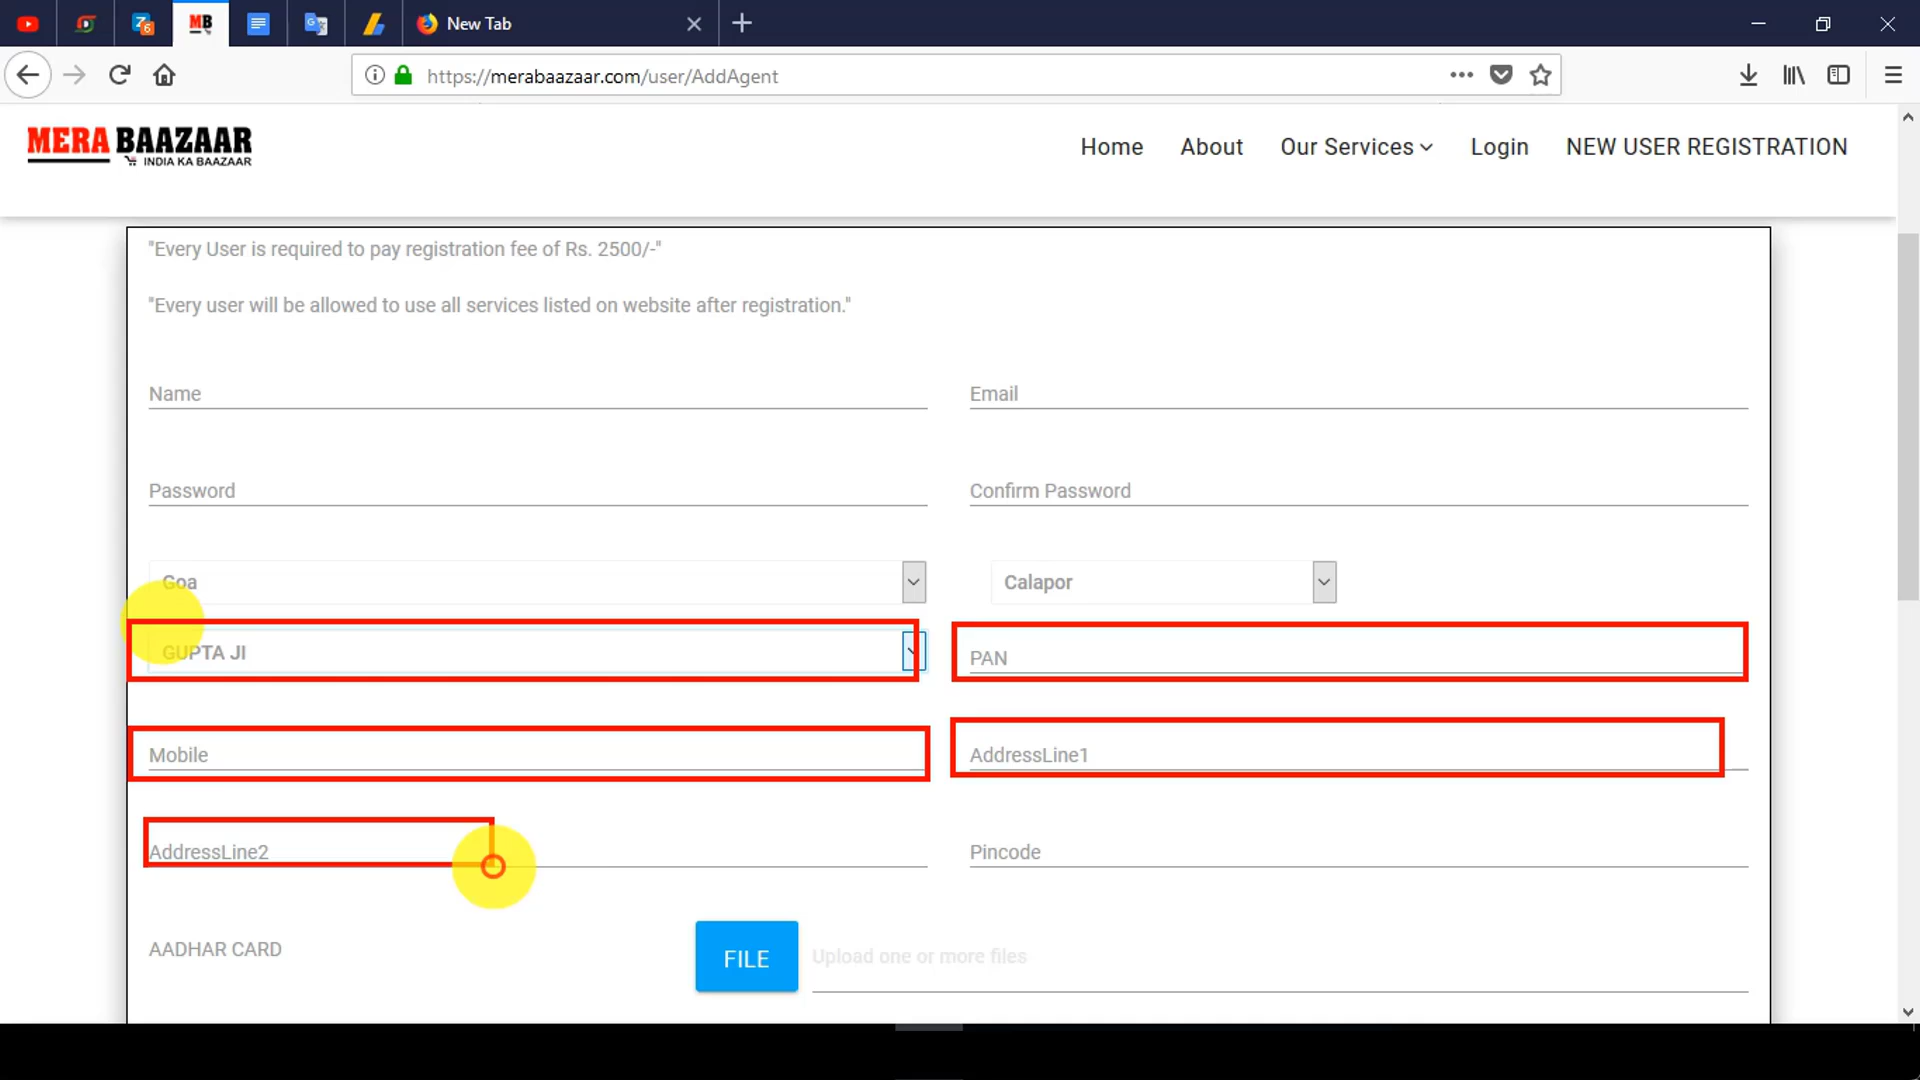 New Tab
https://merabaazaar.com/user/AddAgent
MERA BAAZAAR
INDIA KA BAAZAAR
Home About Our Services Login NEW USER REGISTRATION
"Every User is required to pay registration fee of Rs. 2500/-"
"Every user will be allowed to use all services listed on website after registration."
Name Email
Password Confirm Password
Goa Calapor
GUPTA JI PAN
Mobile AddressLine1
AddressLine2 Pincode
AADHAR CARD FILE Upload one or more files